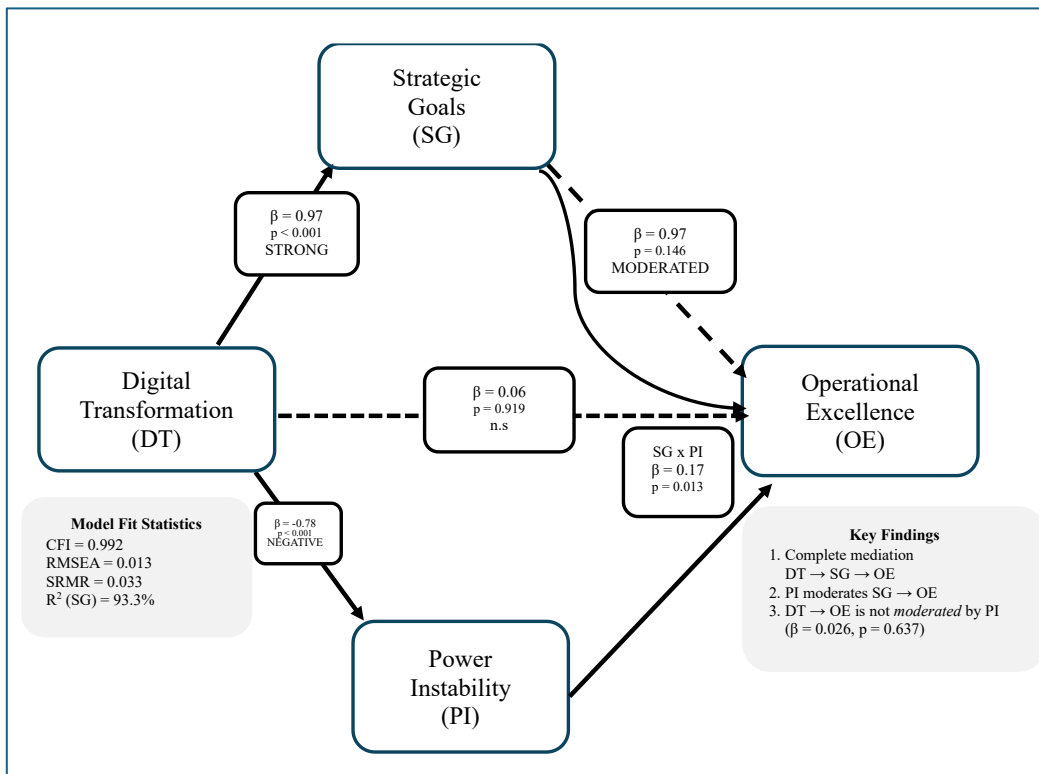 Strategic
Goals
(SG)
β = 0.97
p < 0.001
STRONG
β = 0.97
p = 0.146
MODERATED
Digital
Transformation
(DT)
β = 0.06
p = 0.919
n.s
Operational
Excellence
(OE)
SG x PI
β = 0.17
p = 0.013
β = -0.78
p < 0.001
NEGATIVE
Model Fit Statistics
CFI = 0.992
RMSEA = 0.013
SRMR = 0.033
R² (SG) = 93.3%
Key Findings
1. Complete mediation
DT → SG → OE
2. PI moderates SG → OE
3. DT → OE is not moderated by PI
(β = 0.026, p = 0.637)
Power
Instability
(PI)